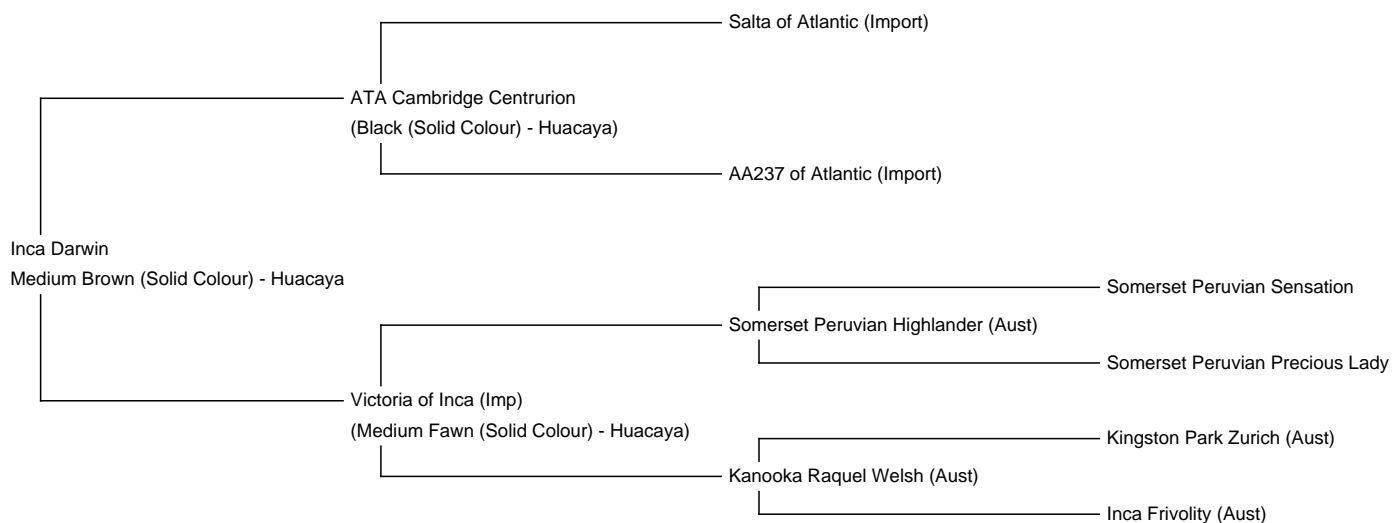 Salta of Atlantic (Import)
ATA Cambridge Centrurion
(Black (Solid Colour) - Huacaya)
AA237 of Atlantic (Import)
Inca Darwin
Medium Brown (Solid Colour) - Huacaya
Somerset Peruvian Sensation
Somerset Peruvian Highlander (Aust)
Somerset Peruvian Precious Lady
Victoria of Inca (Imp)
(Medium Fawn (Solid Colour) - Huacaya)
Kingston Park Zurich (Aust)
Kanooka Raquel Welsh (Aust)
Inca Frivolity (Aust)